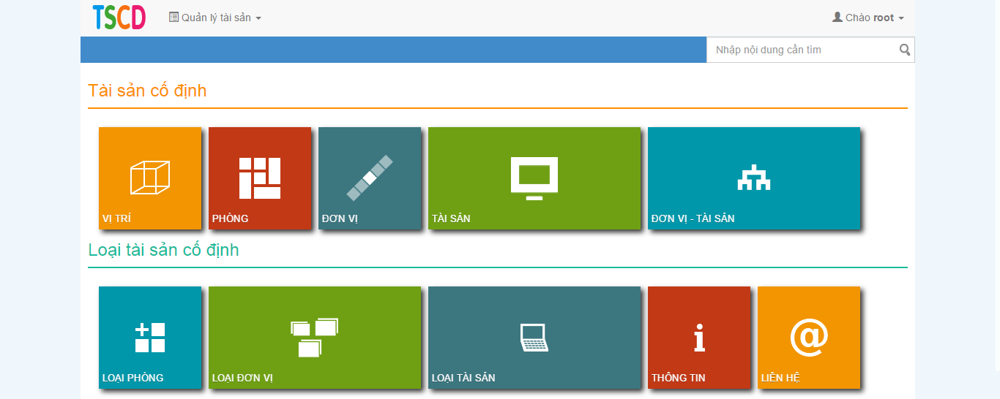 TSCD Quản lý tài sản Chào root
Nhập nội dung cần tìm
Tài sản cố định
VỊ TRÍ PHÒNG ĐƠN VỊ TÀI SẢN ĐƠN VỊ - TÀI SẢN
Loại tài sản cố định
LOẠI PHÒNG LOẠI ĐƠN VỊ LOẠI TÀI SẢN THÔNG TIN LIÊN HỆ